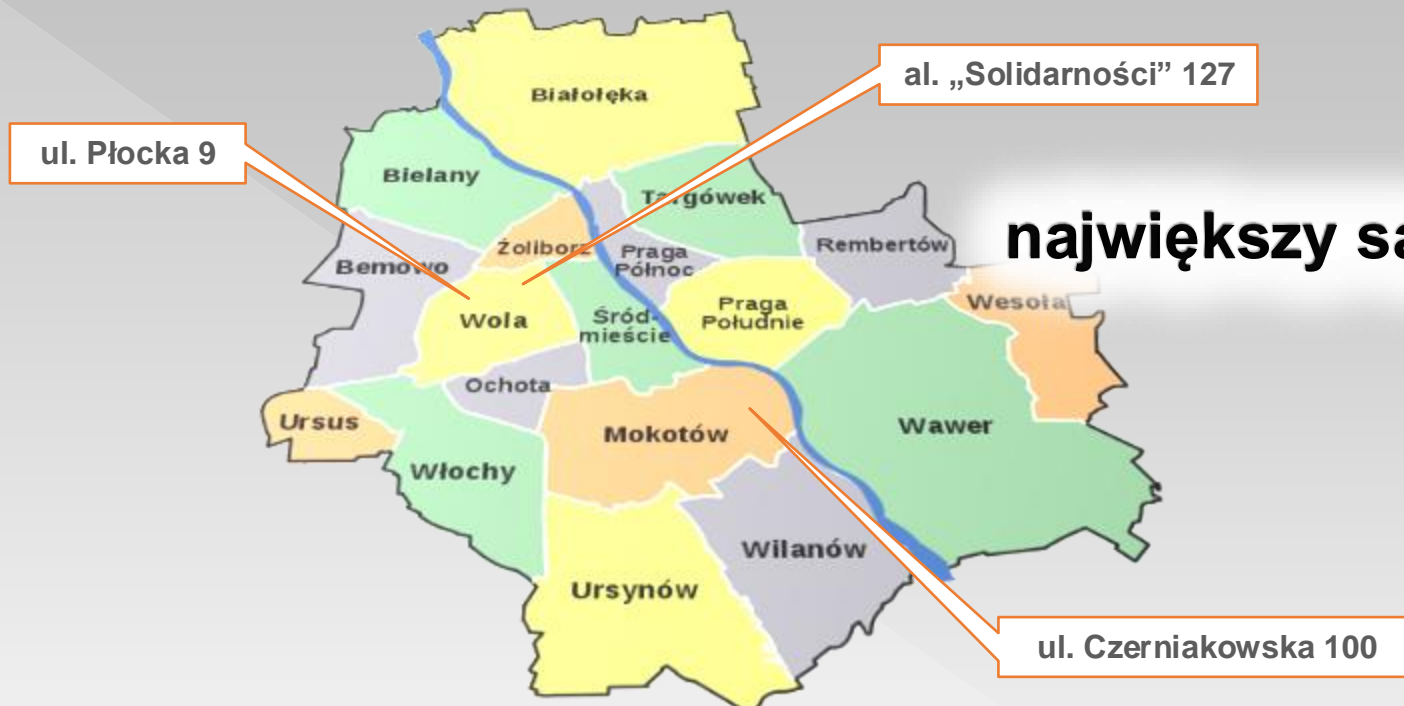 Białołęka
al. „Solidarności” 127
ul. Płocka 9
Bielany
Targówek
największy
Żoliborz
Praga
Północ
Rembertów
Bemowo
Wesoła
Wola
Śród-
mieście
Praga
Południe
Ochota
Ursus
Mokotów
Wawer
Włochy
Wilanów
Ursynów
ul. Czerniakowska 100